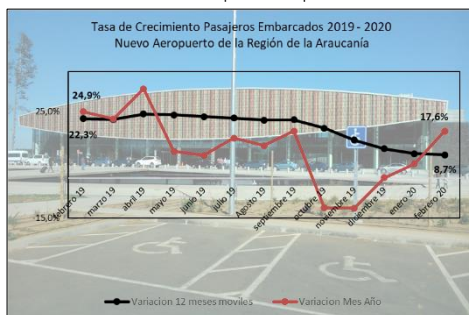 Tasa de Crecimiento Pasajeros Embarcados 2019 - 2020
Nuevo Aeropuerto de la Región de la Araucanía
24,9%
25,0%
22,3%
17,6%
8,7%
15,0%
febrero 19
marzo 19
abril 19
mayo 19
junio 19
julio 19
Agosto 19
septiembre 19
octubre 19
noviembre 19
diciembre 19
enero 20
febrero 20
Variacion 12 meses moviles
Variacion Mes Año